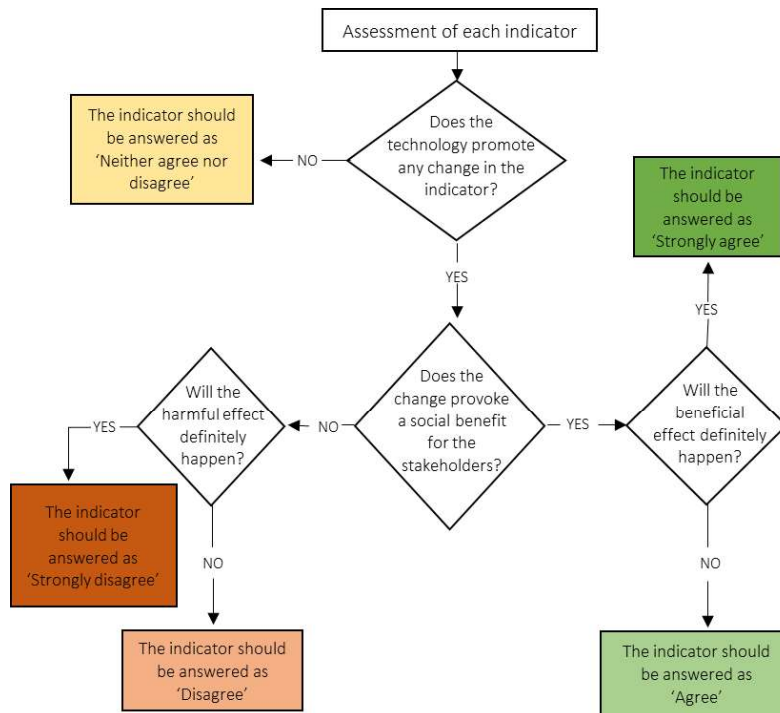 Assessment of each indicator
The indicator should
be answered as
‘Neither agree nor
disagree’
NO
Does the
technology promote
any change in the
indicator?
The indicator
should be
answered as
‘Strongly agree’
YES
YES
Will the
harmful effect
definitely
happen?
YES
NO
Does the
change provoke
a social benefit
for the
stakeholders?
YES
Will the
beneficial
effect definitely
happen?
The indicator
should be
answered as
‘Strongly disagree’
NO
NO
The indicator should
be answered as
‘Disagree’
The indicator should
be answered as
‘Agree’